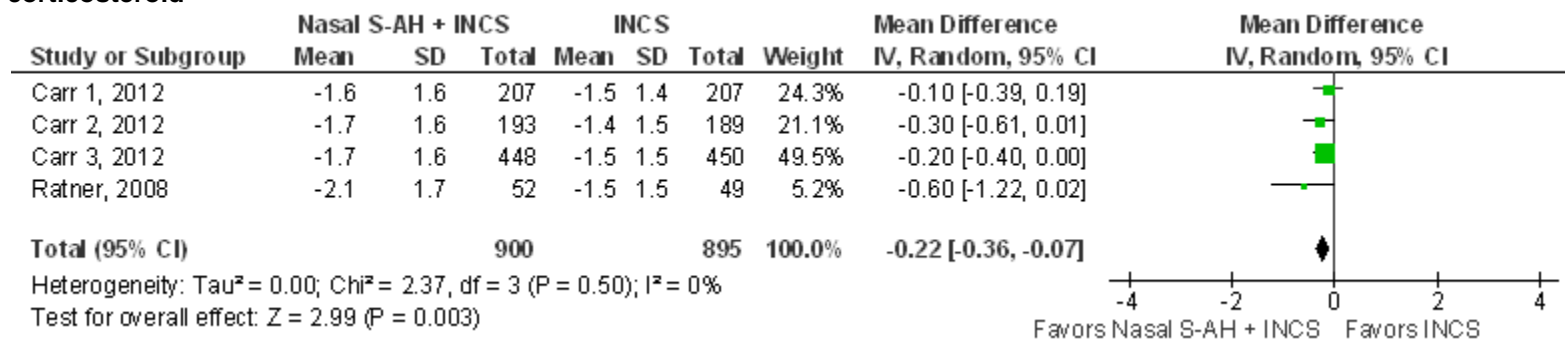 corticosteroid
Nasal S-AH + INCS INCS Mean Difference Mean Difference
Study or Subgroup Mean SD Total Mean SD Total Weight IV, Random, 95% CI IV, Random, 95% CI
Carr 1, 2012 -1.6 1.6 207 -1.5 1.4 207 24.3% -0.10 [-0.39, 0.19]
Carr 2, 2012 -1.7 1.6 193 -1.4 1.5 189 21.1% -0.30 [-0.61, 0.01]
Carr 3, 2012 -1.7 1.6 448 -1.5 1.5 450 49.5% -0.20 [-0.40, 0.00]
Ratner, 2008 -2.1 1.7 52 -1.5 1.5 49 5.2% -0.60 [-1.22, 0.02]
Total (95% CI) 900 895 100.0% -0.22 [-0.36, -0.07]
Heterogeneity: Tau² = 0.00; Chi² = 2.37, df = 3 (P = 0.50); I² = 0%
Test for overall effect: Z = 2.99 (P = 0.003)
-4 -2 0 2 4
Favors Nasal S-AH + INCS Favors INCS